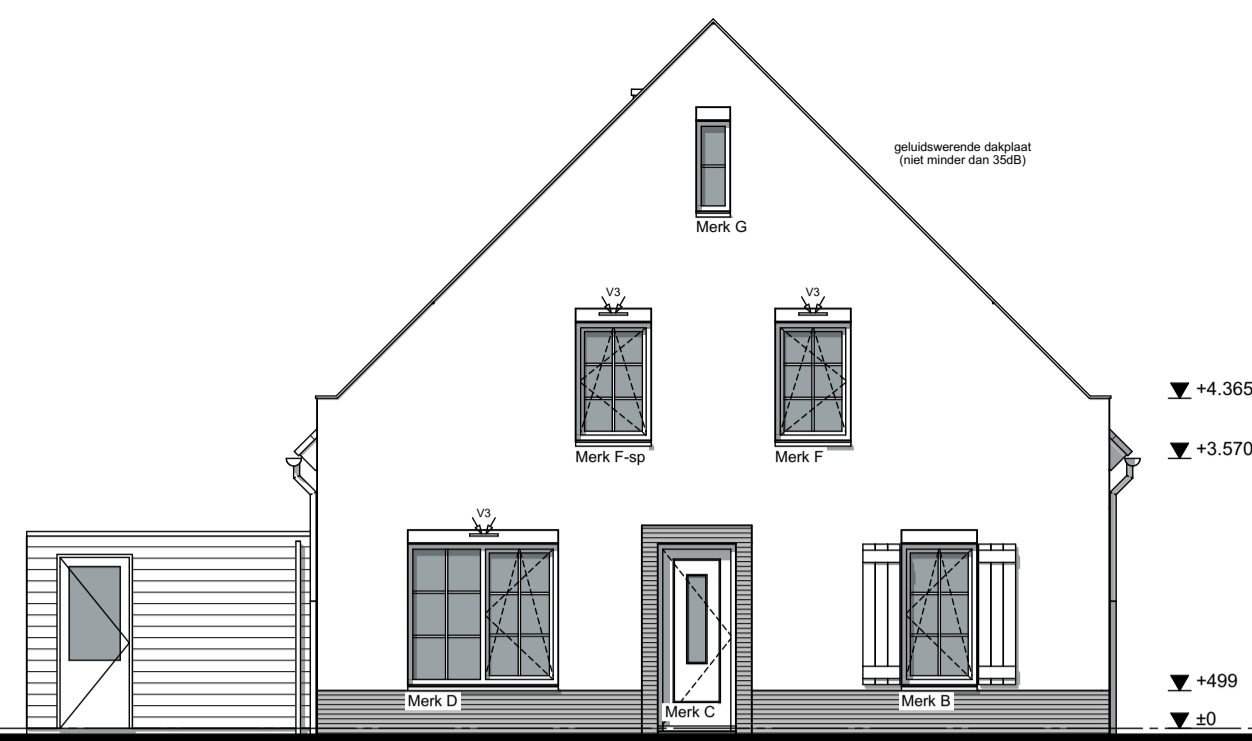 geluidswerende dakplaat
(niet minder dan 35dB)
Merk G
V3
V3
+4.365
+3.570
Merk F-sp
Merk F
V3
+499
Merk D
Merk C
Merk B
±0